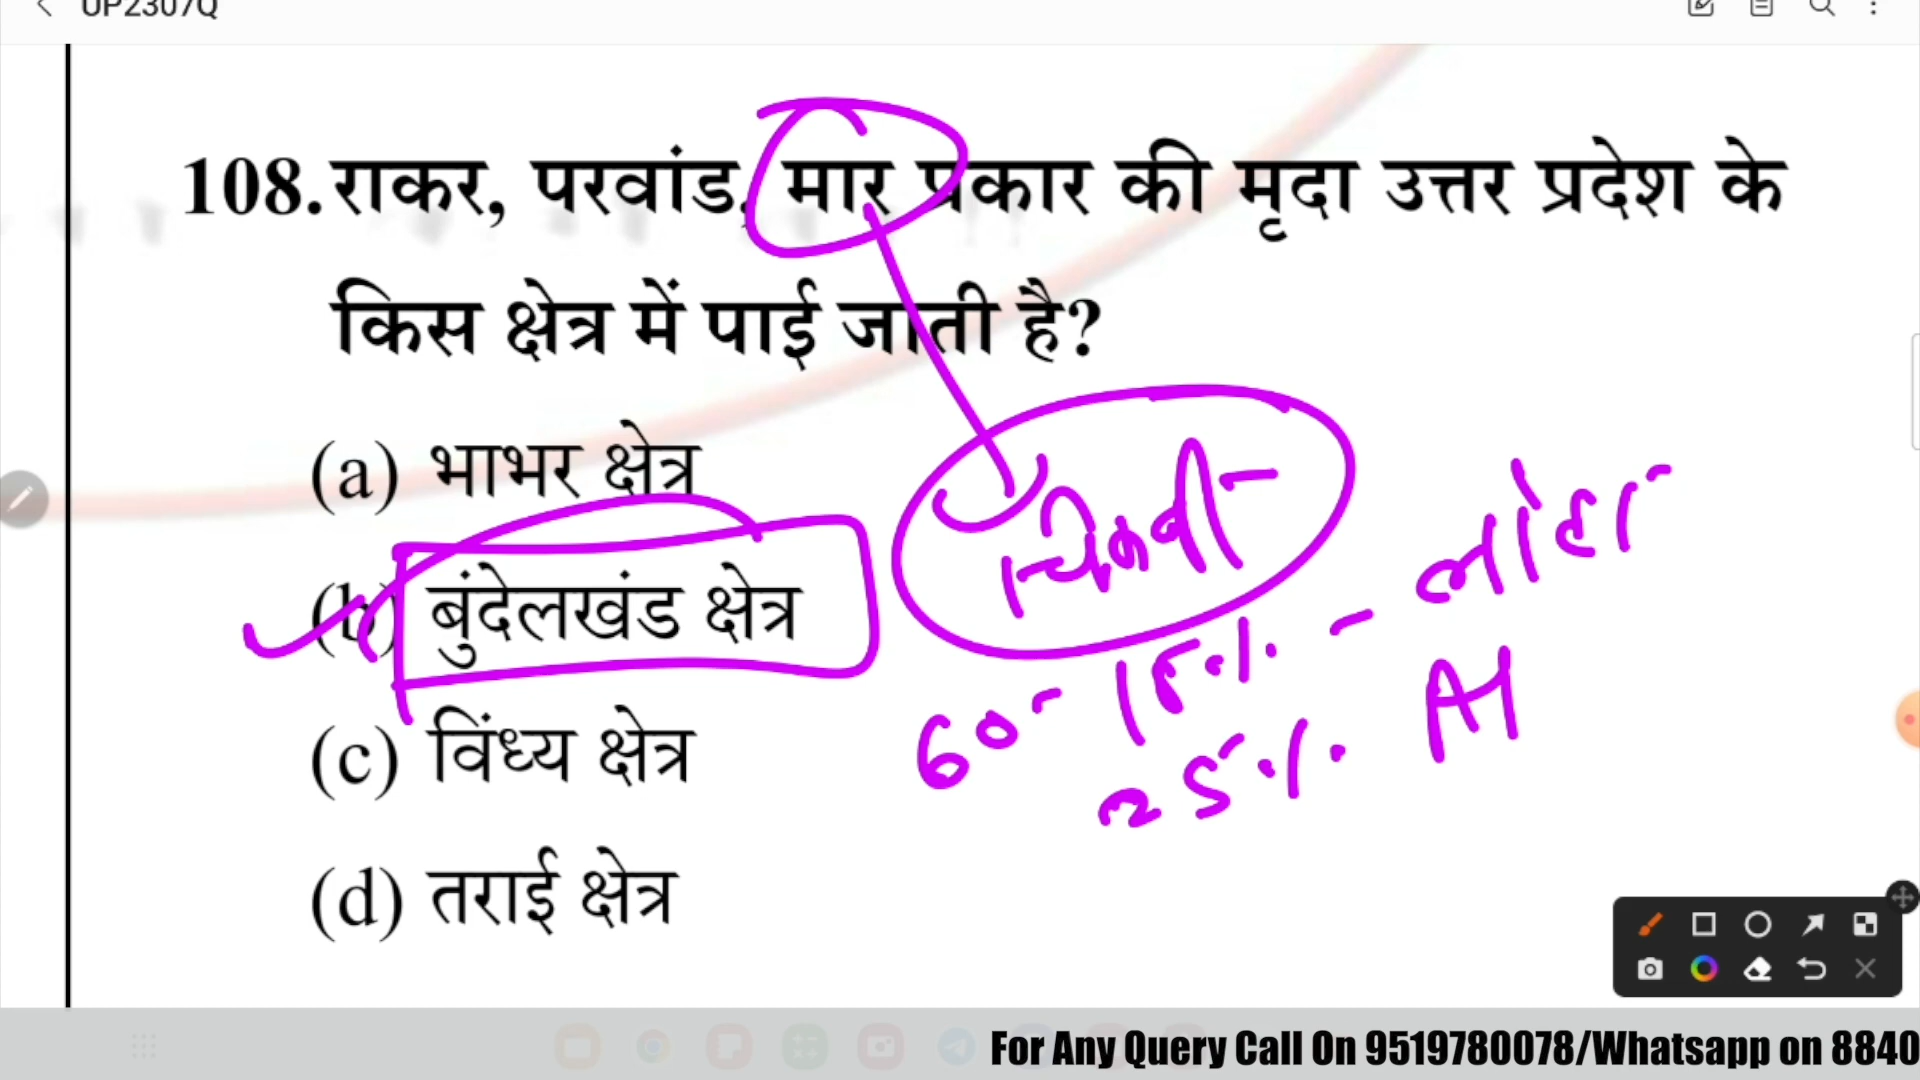 UP2307Q
108. राकर, परवांड, मार प्रकार की मृदा उत्तर प्रदेश के
किस क्षेत्र में पाई जाती है?
(a) भाभर क्षेत्र
(b) बुंदेलखंड क्षेत्र
(c) विंध्य क्षेत्र
(d) तराई क्षेत्र
चिकनी
लोहा
60 - 15% -
25% Al
For Any Query Call On 9519780078/Whatsapp on 8840